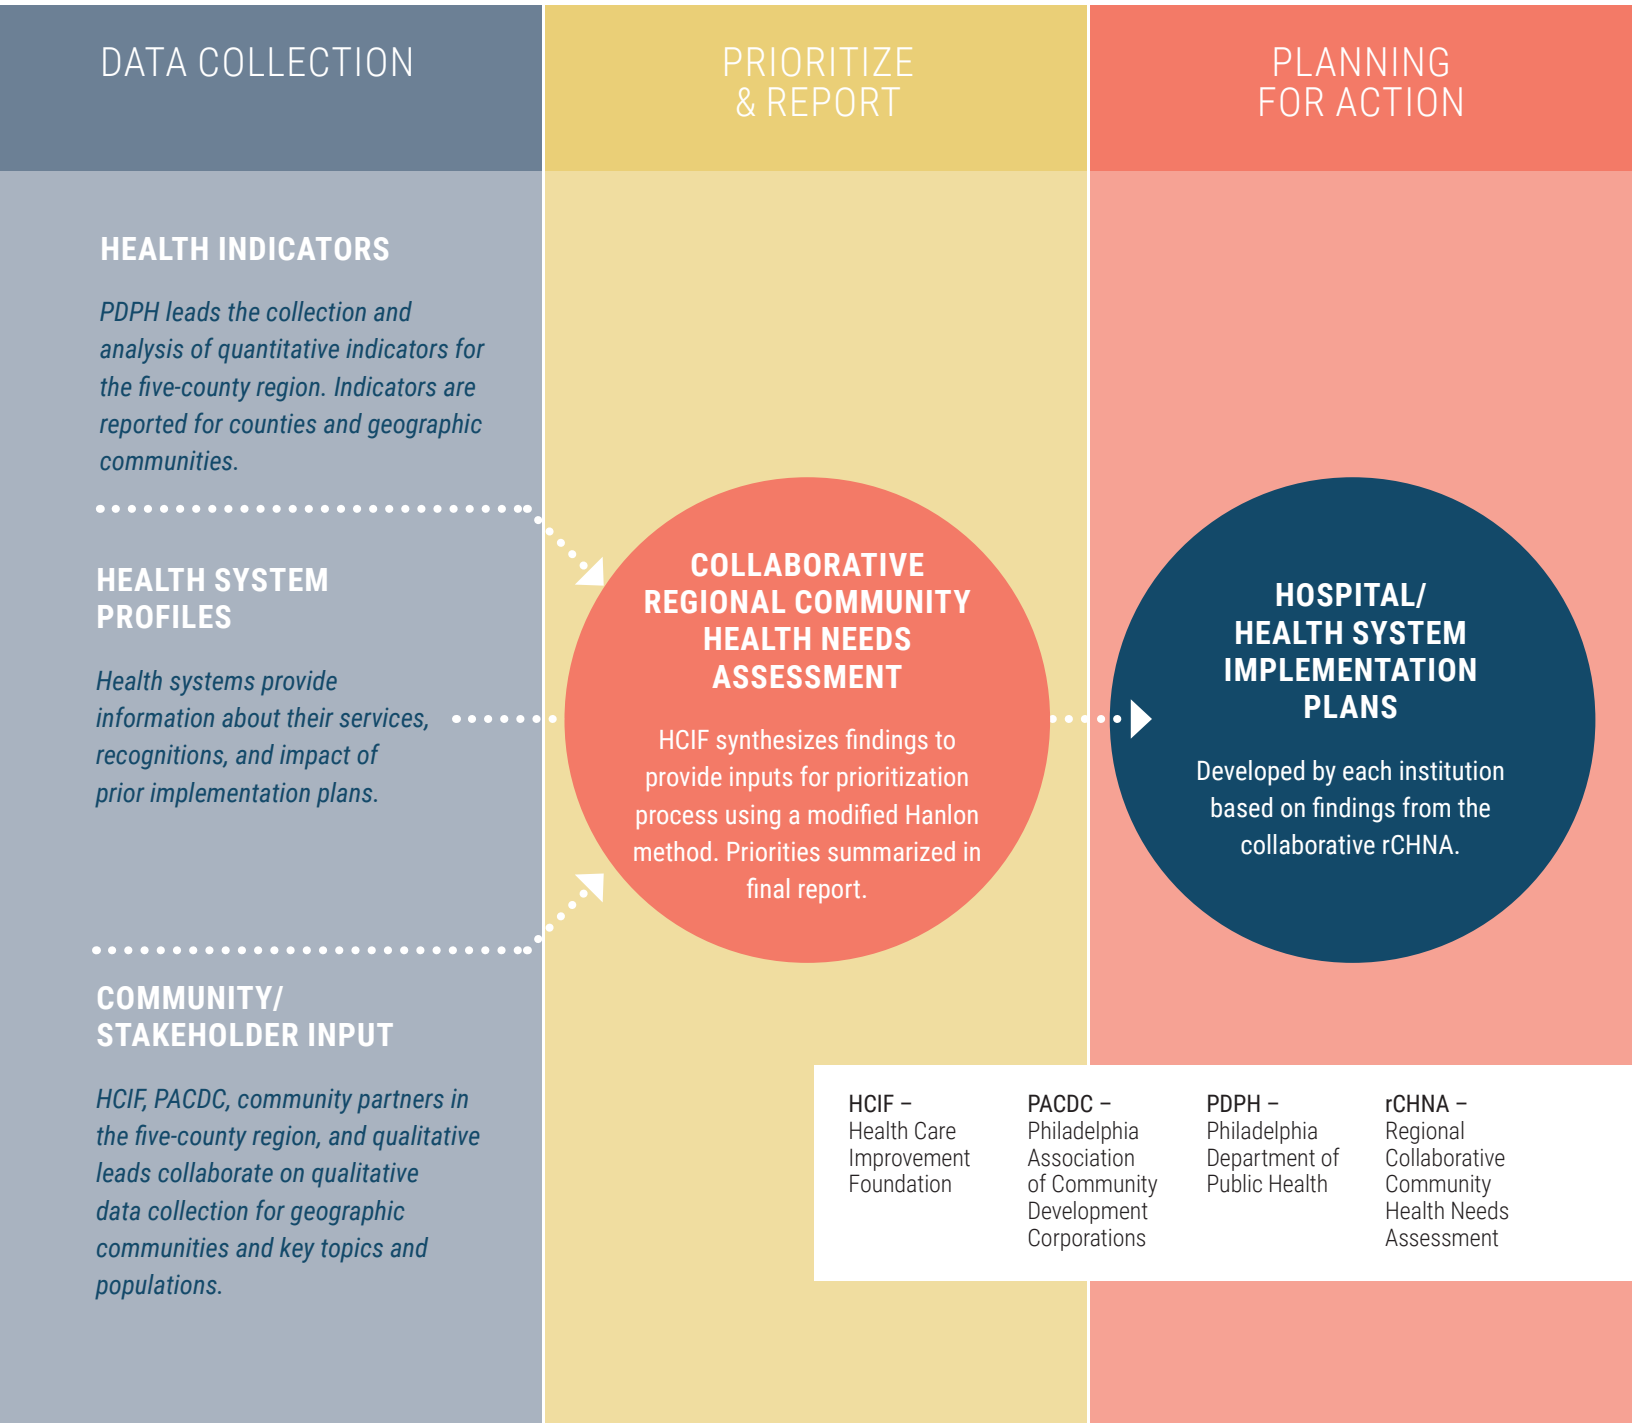 DATA COLLECTION
HEALTH INDICATORS
PDPH leads the collection and
analysis of quantitative indicators for
the five-county region. Indicators are
reported for counties and geographic
communities.
HEALTH SYSTEM
PROFILES
Health systems provide
information about their services,
recognitions, and impact of
prior implementation plans.
COMMUNITY/
STAKEHOLDER INPUT
HCIF, PACDC, community partners in
the five-county region, and qualitative
leads collaborate on qualitative
data collection for geographic
communities and key topics and
populations.
PRIORITIZE
& REPORT
COLLABORATIVE
REGIONAL COMMUNITY
HEALTH NEEDS
ASSESSMENT
HCIF synthesizes findings to
provide inputs for prioritization
process using a modified Hanlon
method. Priorities summarized in
final report.
PLANNING
FOR ACTION
HOSPITAL/
HEALTH SYSTEM
IMPLEMENTATION
PLANS
Developed by each institution
based on findings from the
collaborative rCHNA.
HCIF –
Health Care
Improvement
Foundation
PACDC –
Philadelphia
Association
of Community
Development
Corporations
PDPH –
Philadelphia
Department of
Public Health
rCHNA –
Regional
Collaborative
Community
Health Needs
Assessment